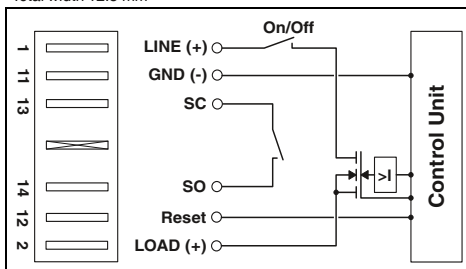 On/Off
1 LINE (+)
11 GND (-)
13 SC
14 SO
12 Reset
2 LOAD (+)
>I
Control Unit